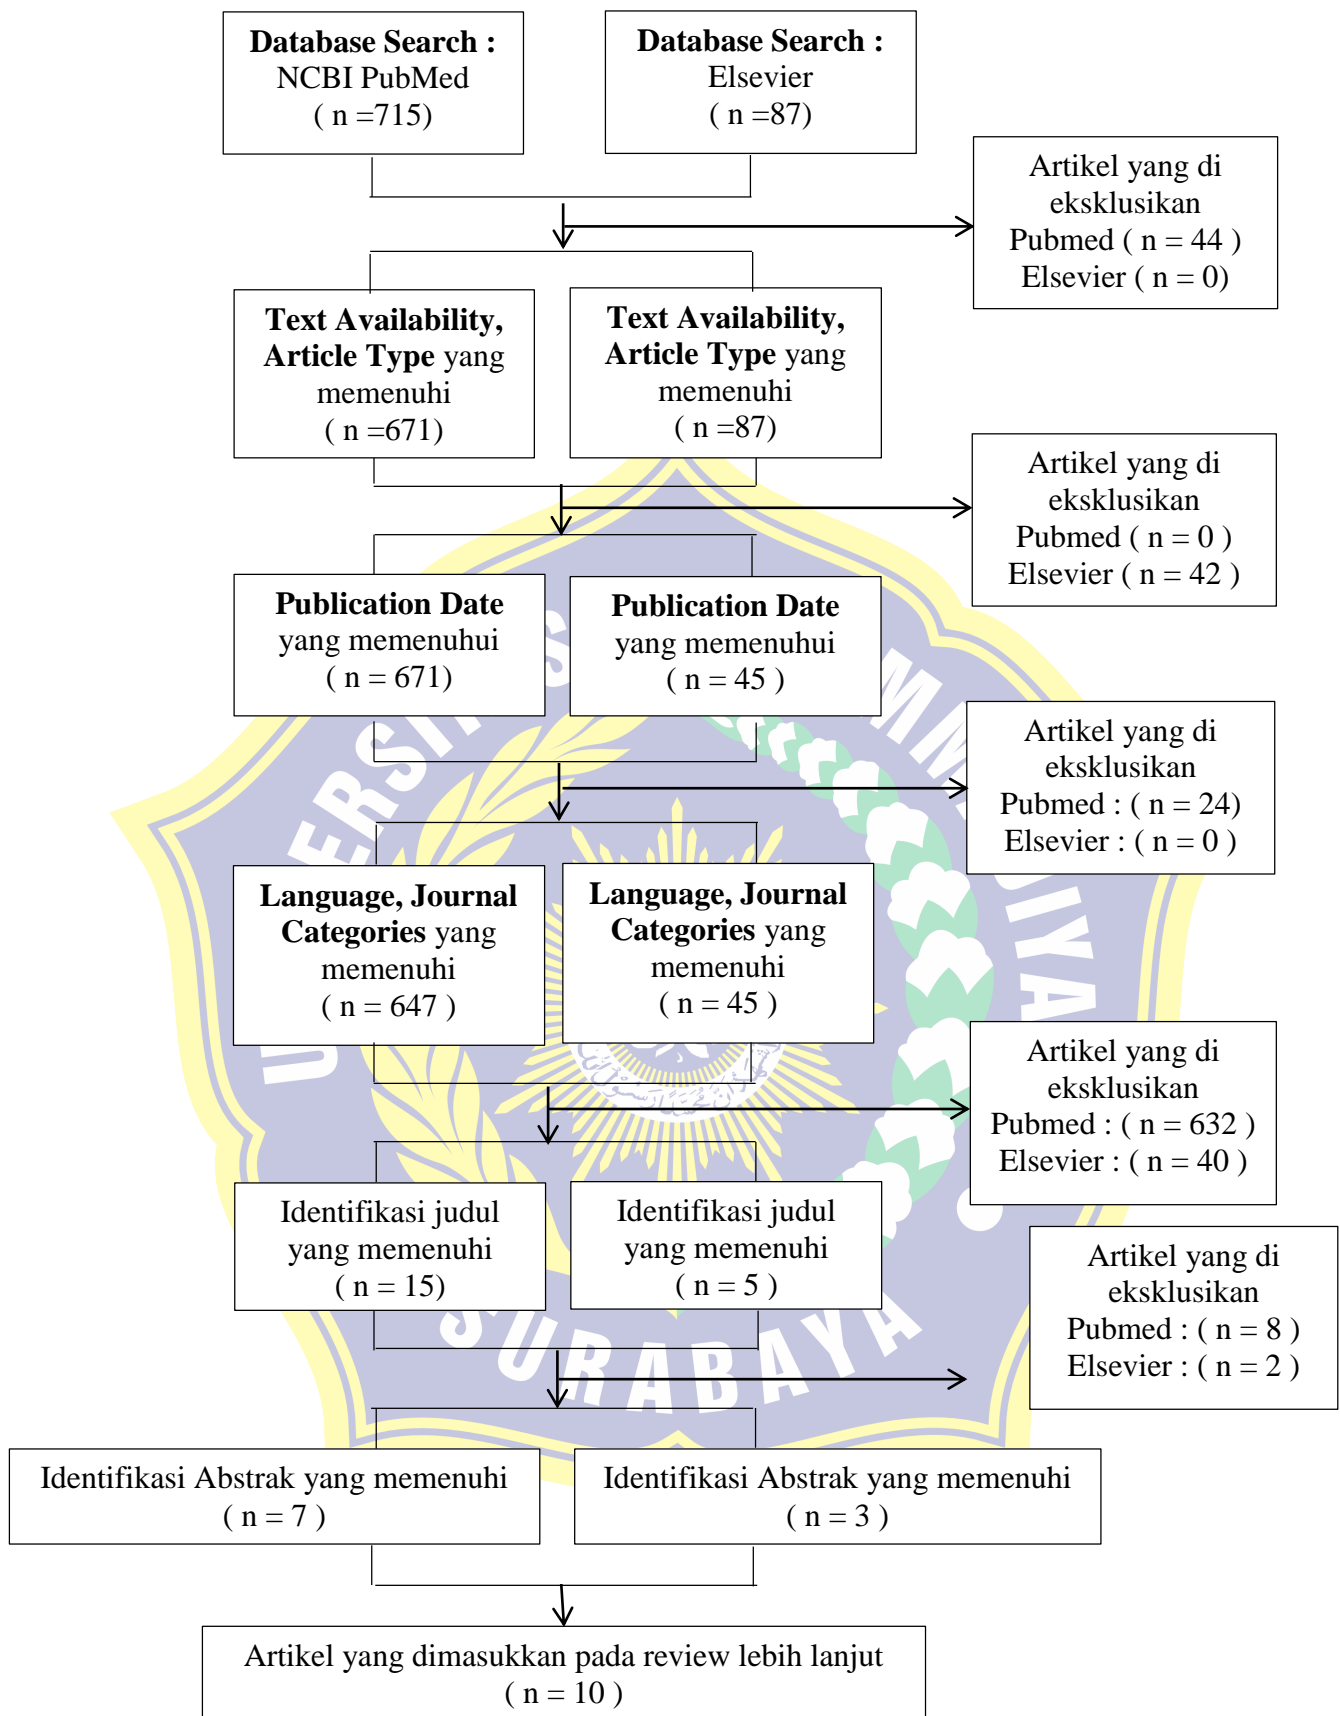 Database Search :
NCBI PubMed
( n =715)
Database Search :
Elsevier
( n =87)
Artikel yang di
eksklusikan
Pubmed ( n = 44 )
Elsevier ( n = 0)
Text Availability,
Article Type yang
memenuhi
( n =671)
Text Availability,
Article Type yang
memenuhi
( n =87)
Artikel yang di
eksklusikan
Pubmed ( n = 0 )
Elsevier ( n = 42 )
Publication Date
yang memenuhui
( n = 671)
Publication Date
yang memenuhui
( n = 45 )
Artikel yang di
eksklusikan
Pubmed : ( n = 24)
Elsevier : ( n = 0 )
Language, Journal
Categories yang
memenuhi
( n = 647 )
Language, Journal
Categories yang
memenuhi
( n = 45 )
Artikel yang di
eksklusikan
Pubmed : ( n = 632 )
Elsevier : ( n = 40 )
Identifikasi judul
yang memenuhi
( n = 15)
Identifikasi judul
yang memenuhi
( n = 5 )
Artikel yang di
eksklusikan
Pubmed : ( n = 8 )
Elsevier : ( n = 2 )
SURABAYA
Identifikasi Abstrak yang memenuhi
( n = 7 )
Identifikasi Abstrak yang memenuhi
( n = 3 )
Artikel yang dimasukkan pada review lebih lanjut
( n = 10 )